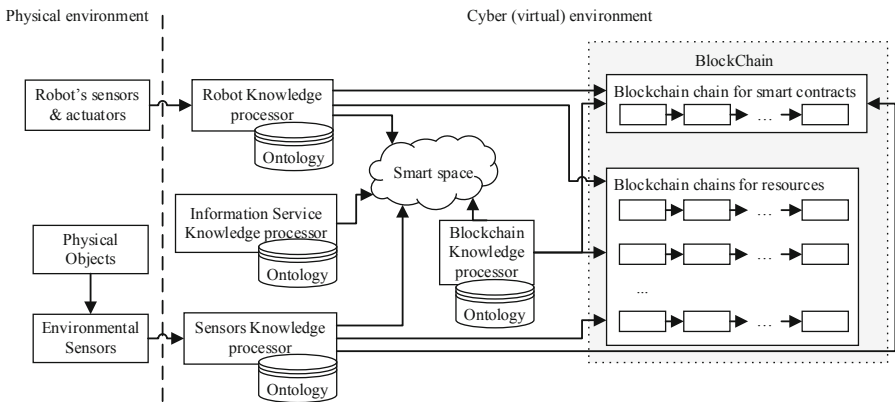 Physical environment
Cyber (virtual) environment
BlockChain
Robot's sensors
& actuators
Robot Knowledge
processor
Ontology
Blockchain chain for smart contracts
...
Smart space
Information Service
Knowledge processor
Ontology
Blockchain
Knowledge
processor
Ontology
Blockchain chains for resources
...
...
...
...
Physical
Objects
Environmental
Sensors
Sensors Knowledge
processor
Ontology